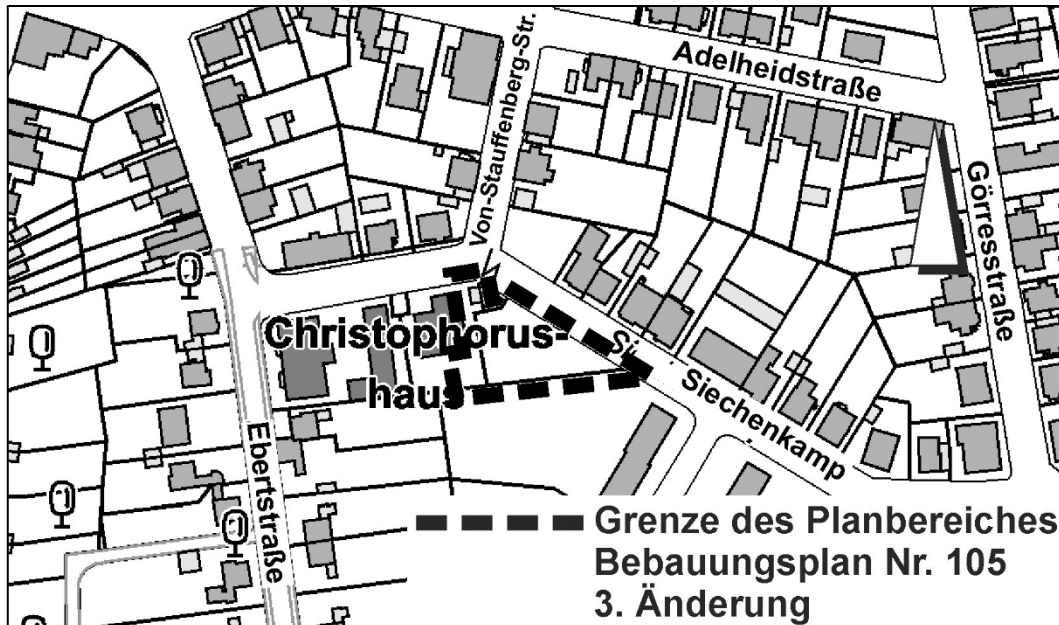 Von-Stauffenberg-Str.
Adelheidstraße
Görresstraße
Christophorus-
haus
Si
Siechenkamp
Ebertstraße
Grenze des Planbereiches
Bebauungsplan Nr. 105
3. Änderung